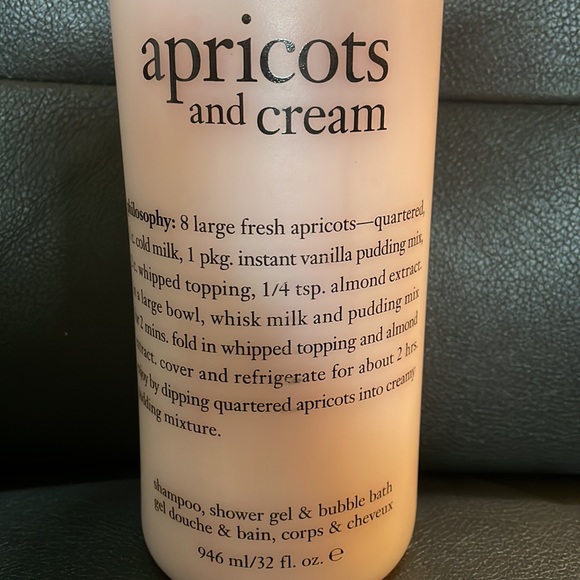 apricots
and cream
philosophy: 8 large fresh apricots—quartered,
c. cold milk, 1 pkg. instant vanilla pudding mix,
c. whipped topping, 1/4 tsp. almond extract.
a large bowl, whisk milk and pudding mix
2 mins. fold in whipped topping and almond
extract. cover and refrigerate for about 2 hrs.
enjoy by dipping quartered apricots into creamy
pudding mixture.
shampoo, shower gel & bubble bath
gel douche & bain, corps & cheveux
946 ml/32 fl. oz. ℮